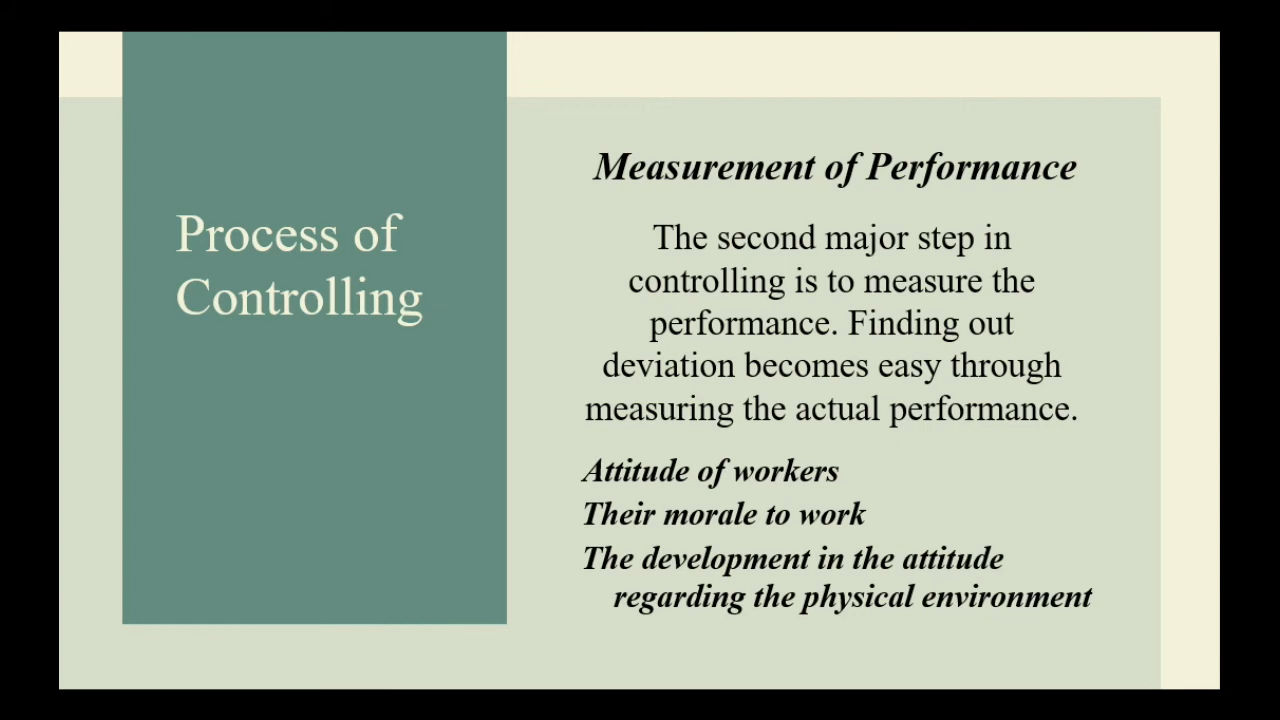 Process of
Controlling
Measurement of Performance
The second major step in
controlling is to measure the
performance. Finding out
deviation becomes easy through
measuring the actual performance.
Attitude of workers
Their morale to work
The development in the attitude
regarding the physical environment